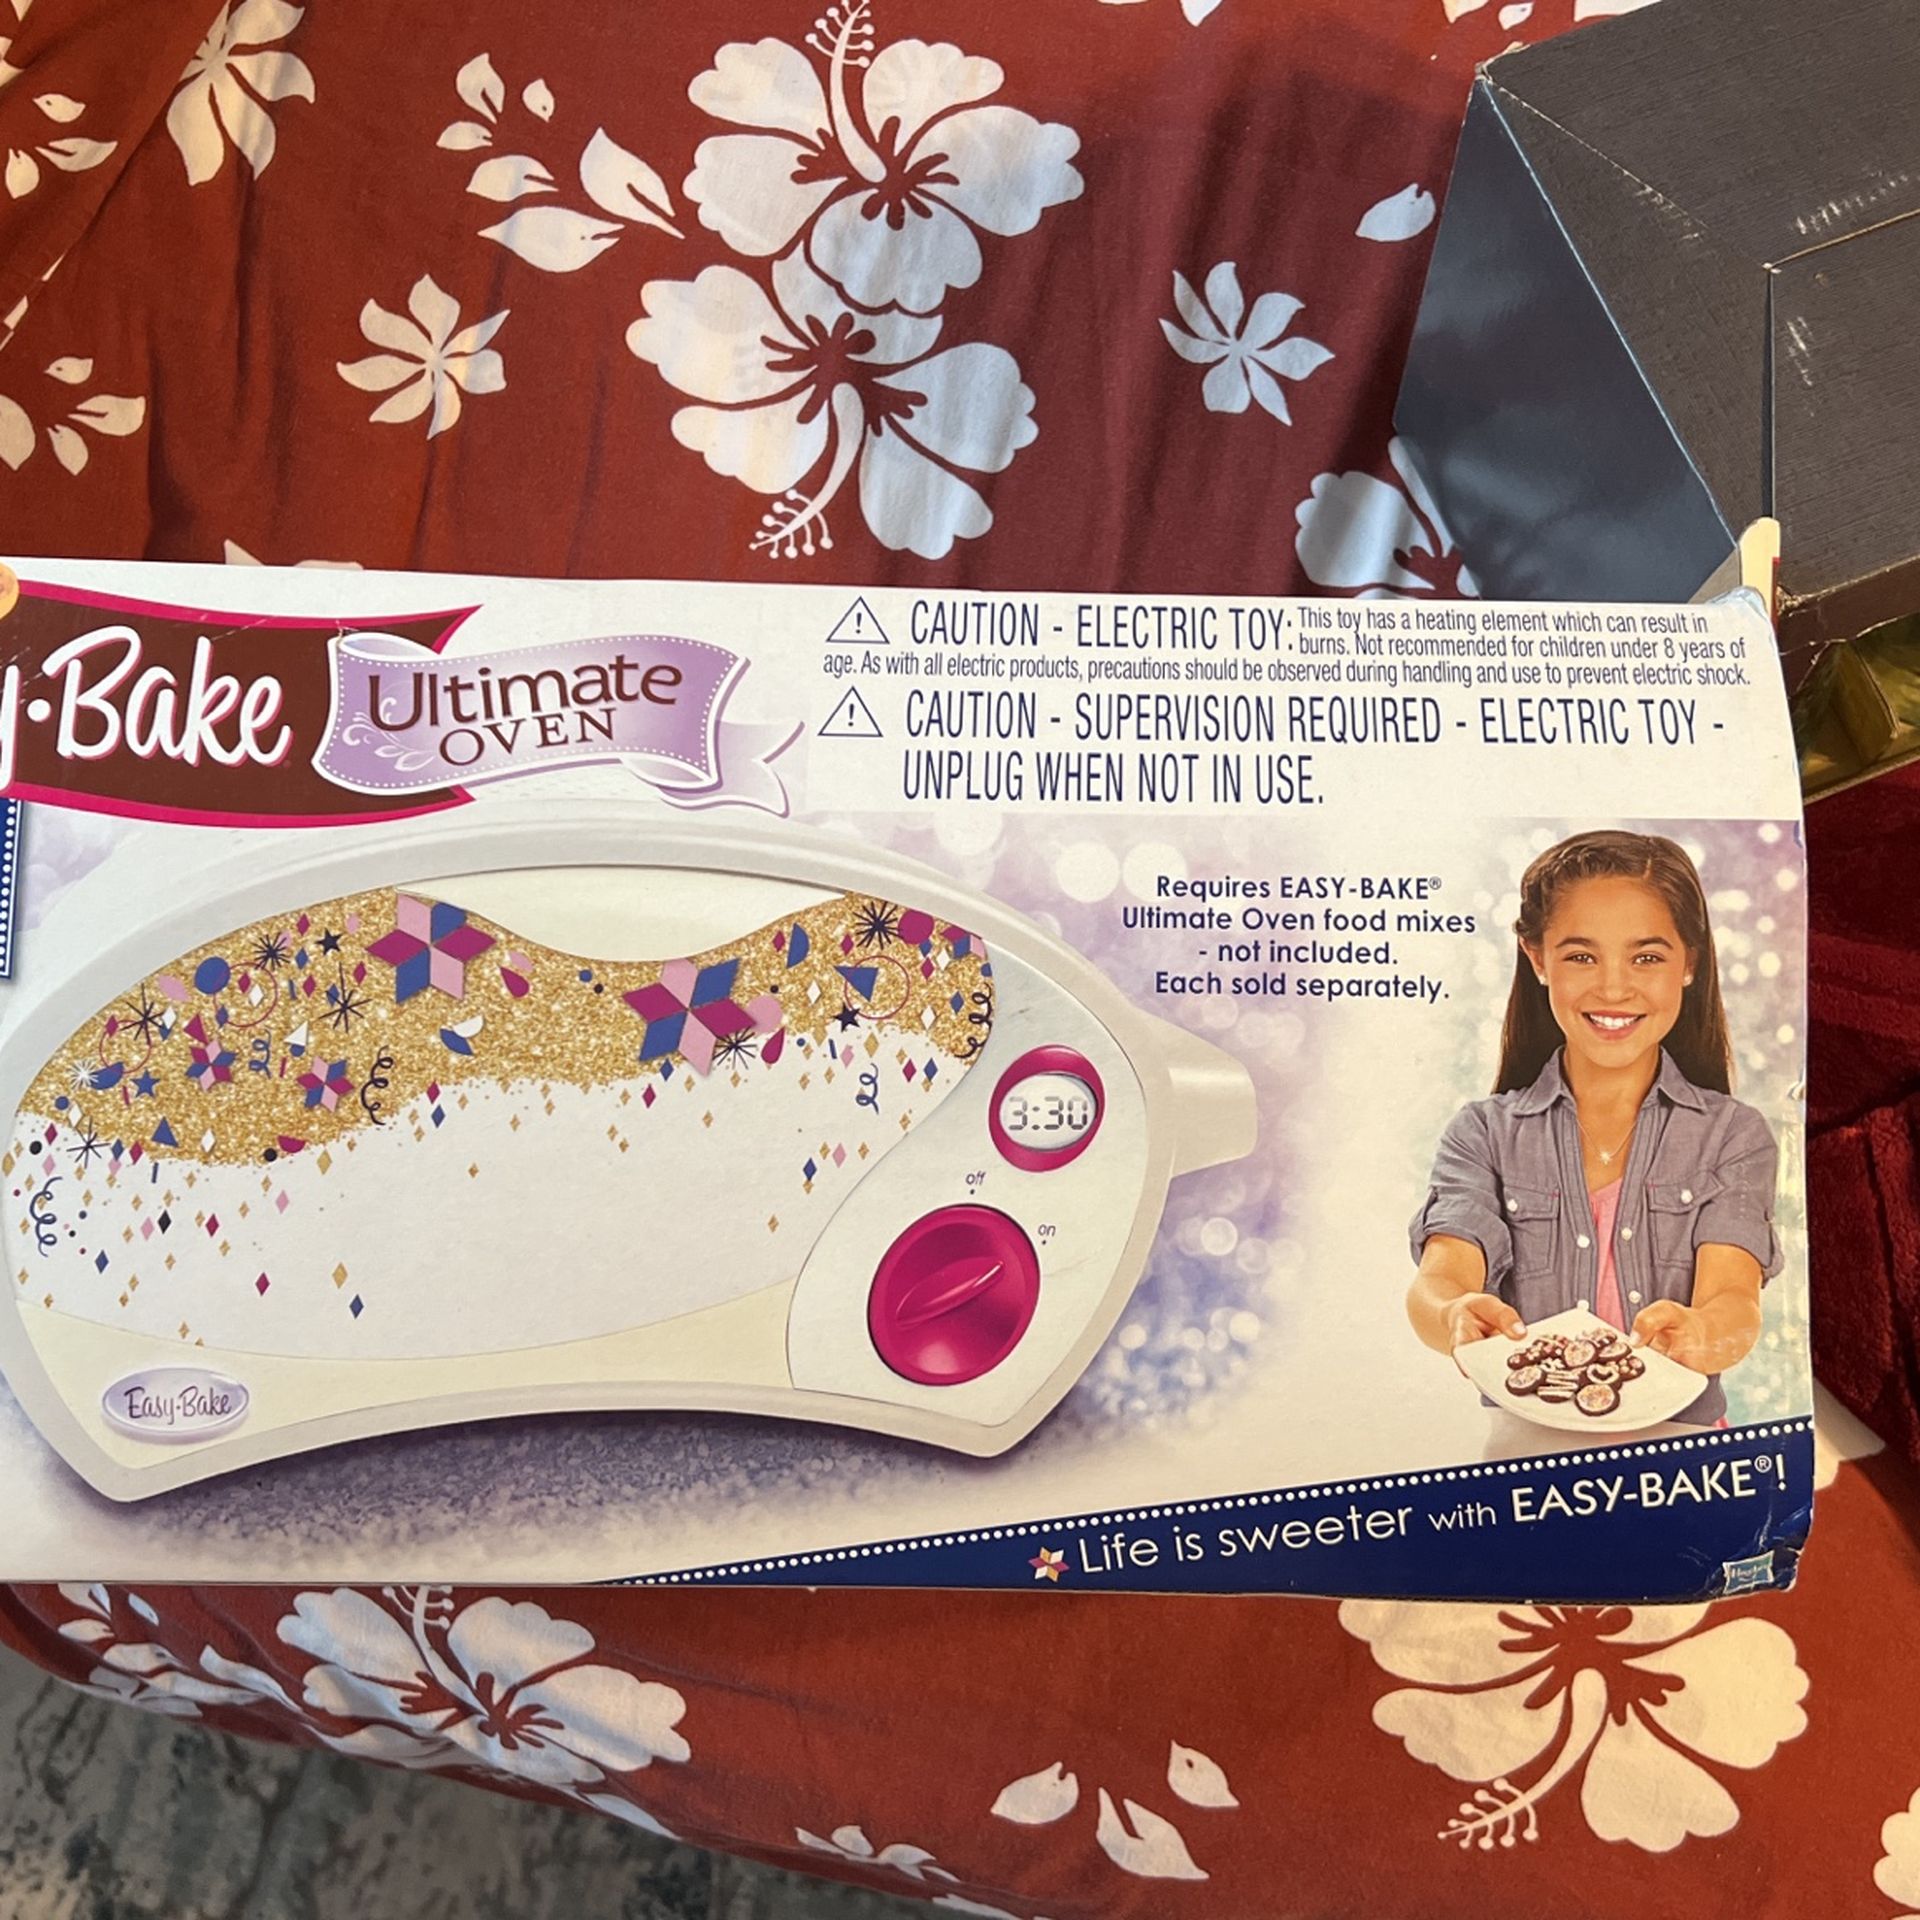 y·Bake
Ultimate
OVEN
CAUTION - ELECTRIC TOY: This toy has a heating element which can result in
burns. Not recommended for children under 8 years of
age. As with all electric products, precautions should be observed during handling and use to prevent electric shock.
CAUTION - SUPERVISION REQUIRED - ELECTRIC TOY -
UNPLUG WHEN NOT IN USE.
Requires EASY-BAKE®
Ultimate Oven food mixes
- not included.
Each sold separately.
3:30
off
on
Easy-Bake
Life is sweeter with EASY-BAKE®!
Hasbro